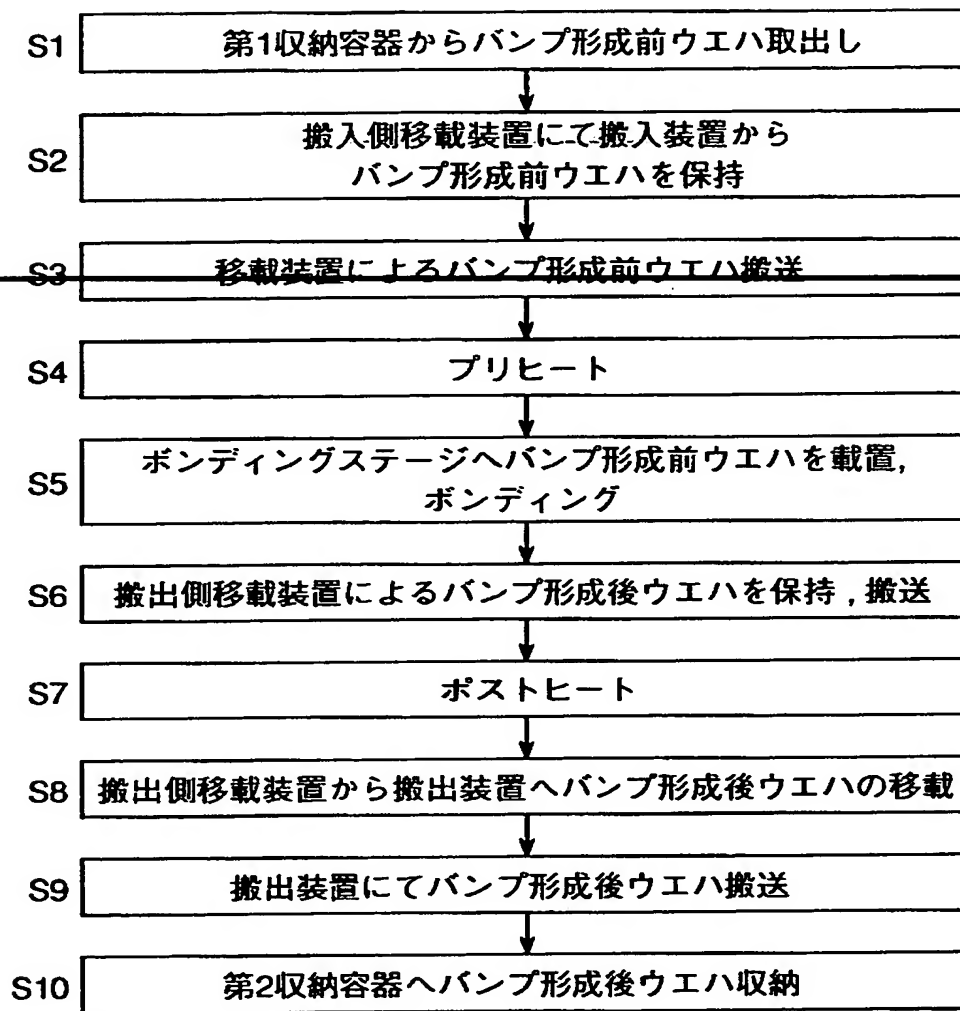 S1 第1収納容器からバンプ形成前ウエハ取出し
S2 搬入側移載装置にて搬入装置から
バンプ形成前ウエハを保持
S3 移載装置によるバンプ形成前ウエハ搬送
S4 プリヒート
S5 ボンディングステージへバンプ形成前ウエハを載置,
ボンディング
S6 搬出側移載装置によるバンプ形成後ウエハを保持,搬送
S7 ポストヒート
S8 搬出側移載装置から搬出装置へバンプ形成後ウエハの移載
S9 搬出装置にてバンプ形成後ウエハ搬送
S10 第2収納容器へバンプ形成後ウエハ収納